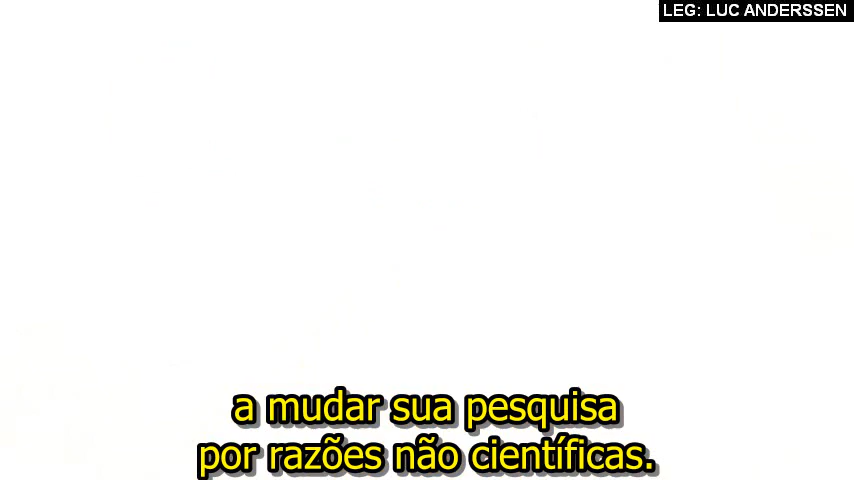 LEG: LUC ANDERSSEN
a mudar sua pesquisa
por razões não científicas.